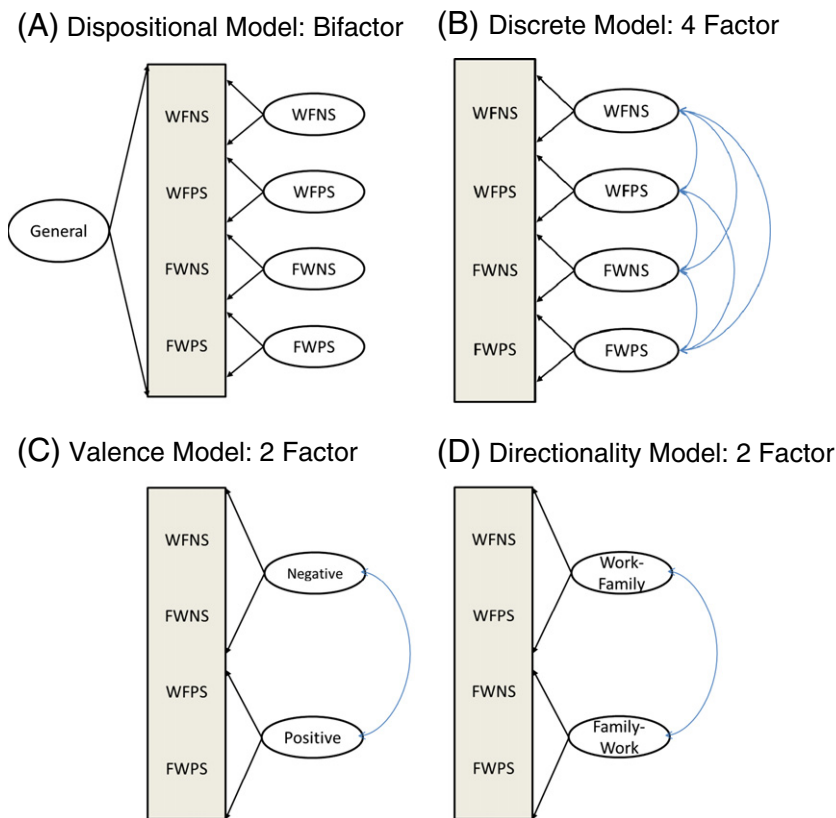 (A) Dispositional Model: Bifactor
General
WFNS
WFPS
FWNS
FWPS
WFNS
WFPS
FWNS
FWPS
(B) Discrete Model: 4 Factor
WFNS
WFPS
FWNS
FWPS
WFNS
WFPS
FWNS
FWPS
(C) Valence Model: 2 Factor
WFNS
FWNS
WFPS
FWPS
Negative
Positive
(D) Directionality Model: 2 Factor
WFNS
WFPS
FWNS
FWPS
Work-
Family
Family-
Work